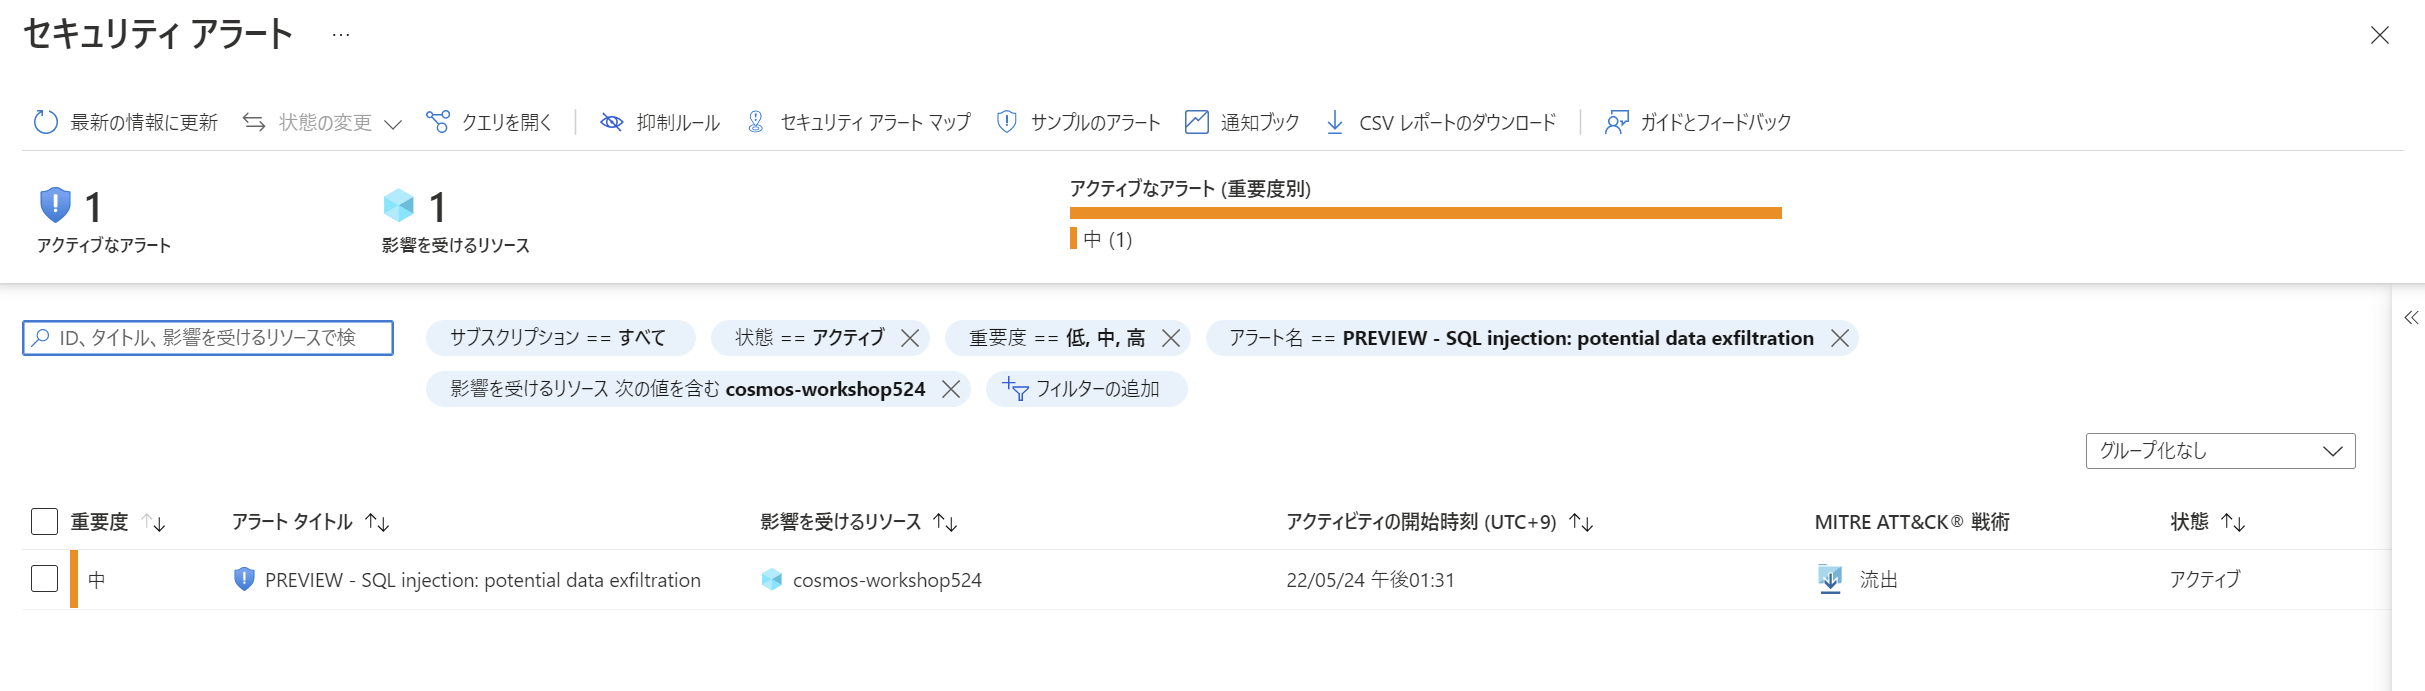 セキュリティ アラート ...
最新の情報に更新 状態の変更 クエリを開く 抑制ルール セキュリティ アラート マップ サンプルのアラート 通知ブック CSV レポートのダウンロード ガイドとフィードバック
1
アクティブなアラート
1
影響を受けるリソース
アクティブなアラート (重要度別)
中 (1)
ID、タイトル、影響を受けるリソースで検
サブスクリプション == すべて 状態 == アクティブ 重要度 == 低, 中, 高 アラート名 == PREVIEW - SQL injection: potential data exfiltration
影響を受けるリソース 次の値を含む cosmos-workshop524 フィルターの追加
グループ化なし
重要度 アラート タイトル 影響を受けるリソース アクティビティの開始時刻 (UTC+9) MITRE ATT&CK® 戦術 状態
中 PREVIEW - SQL injection: potential data exfiltration cosmos-workshop524 22/05/24 午後01:31 流出 アクティブ